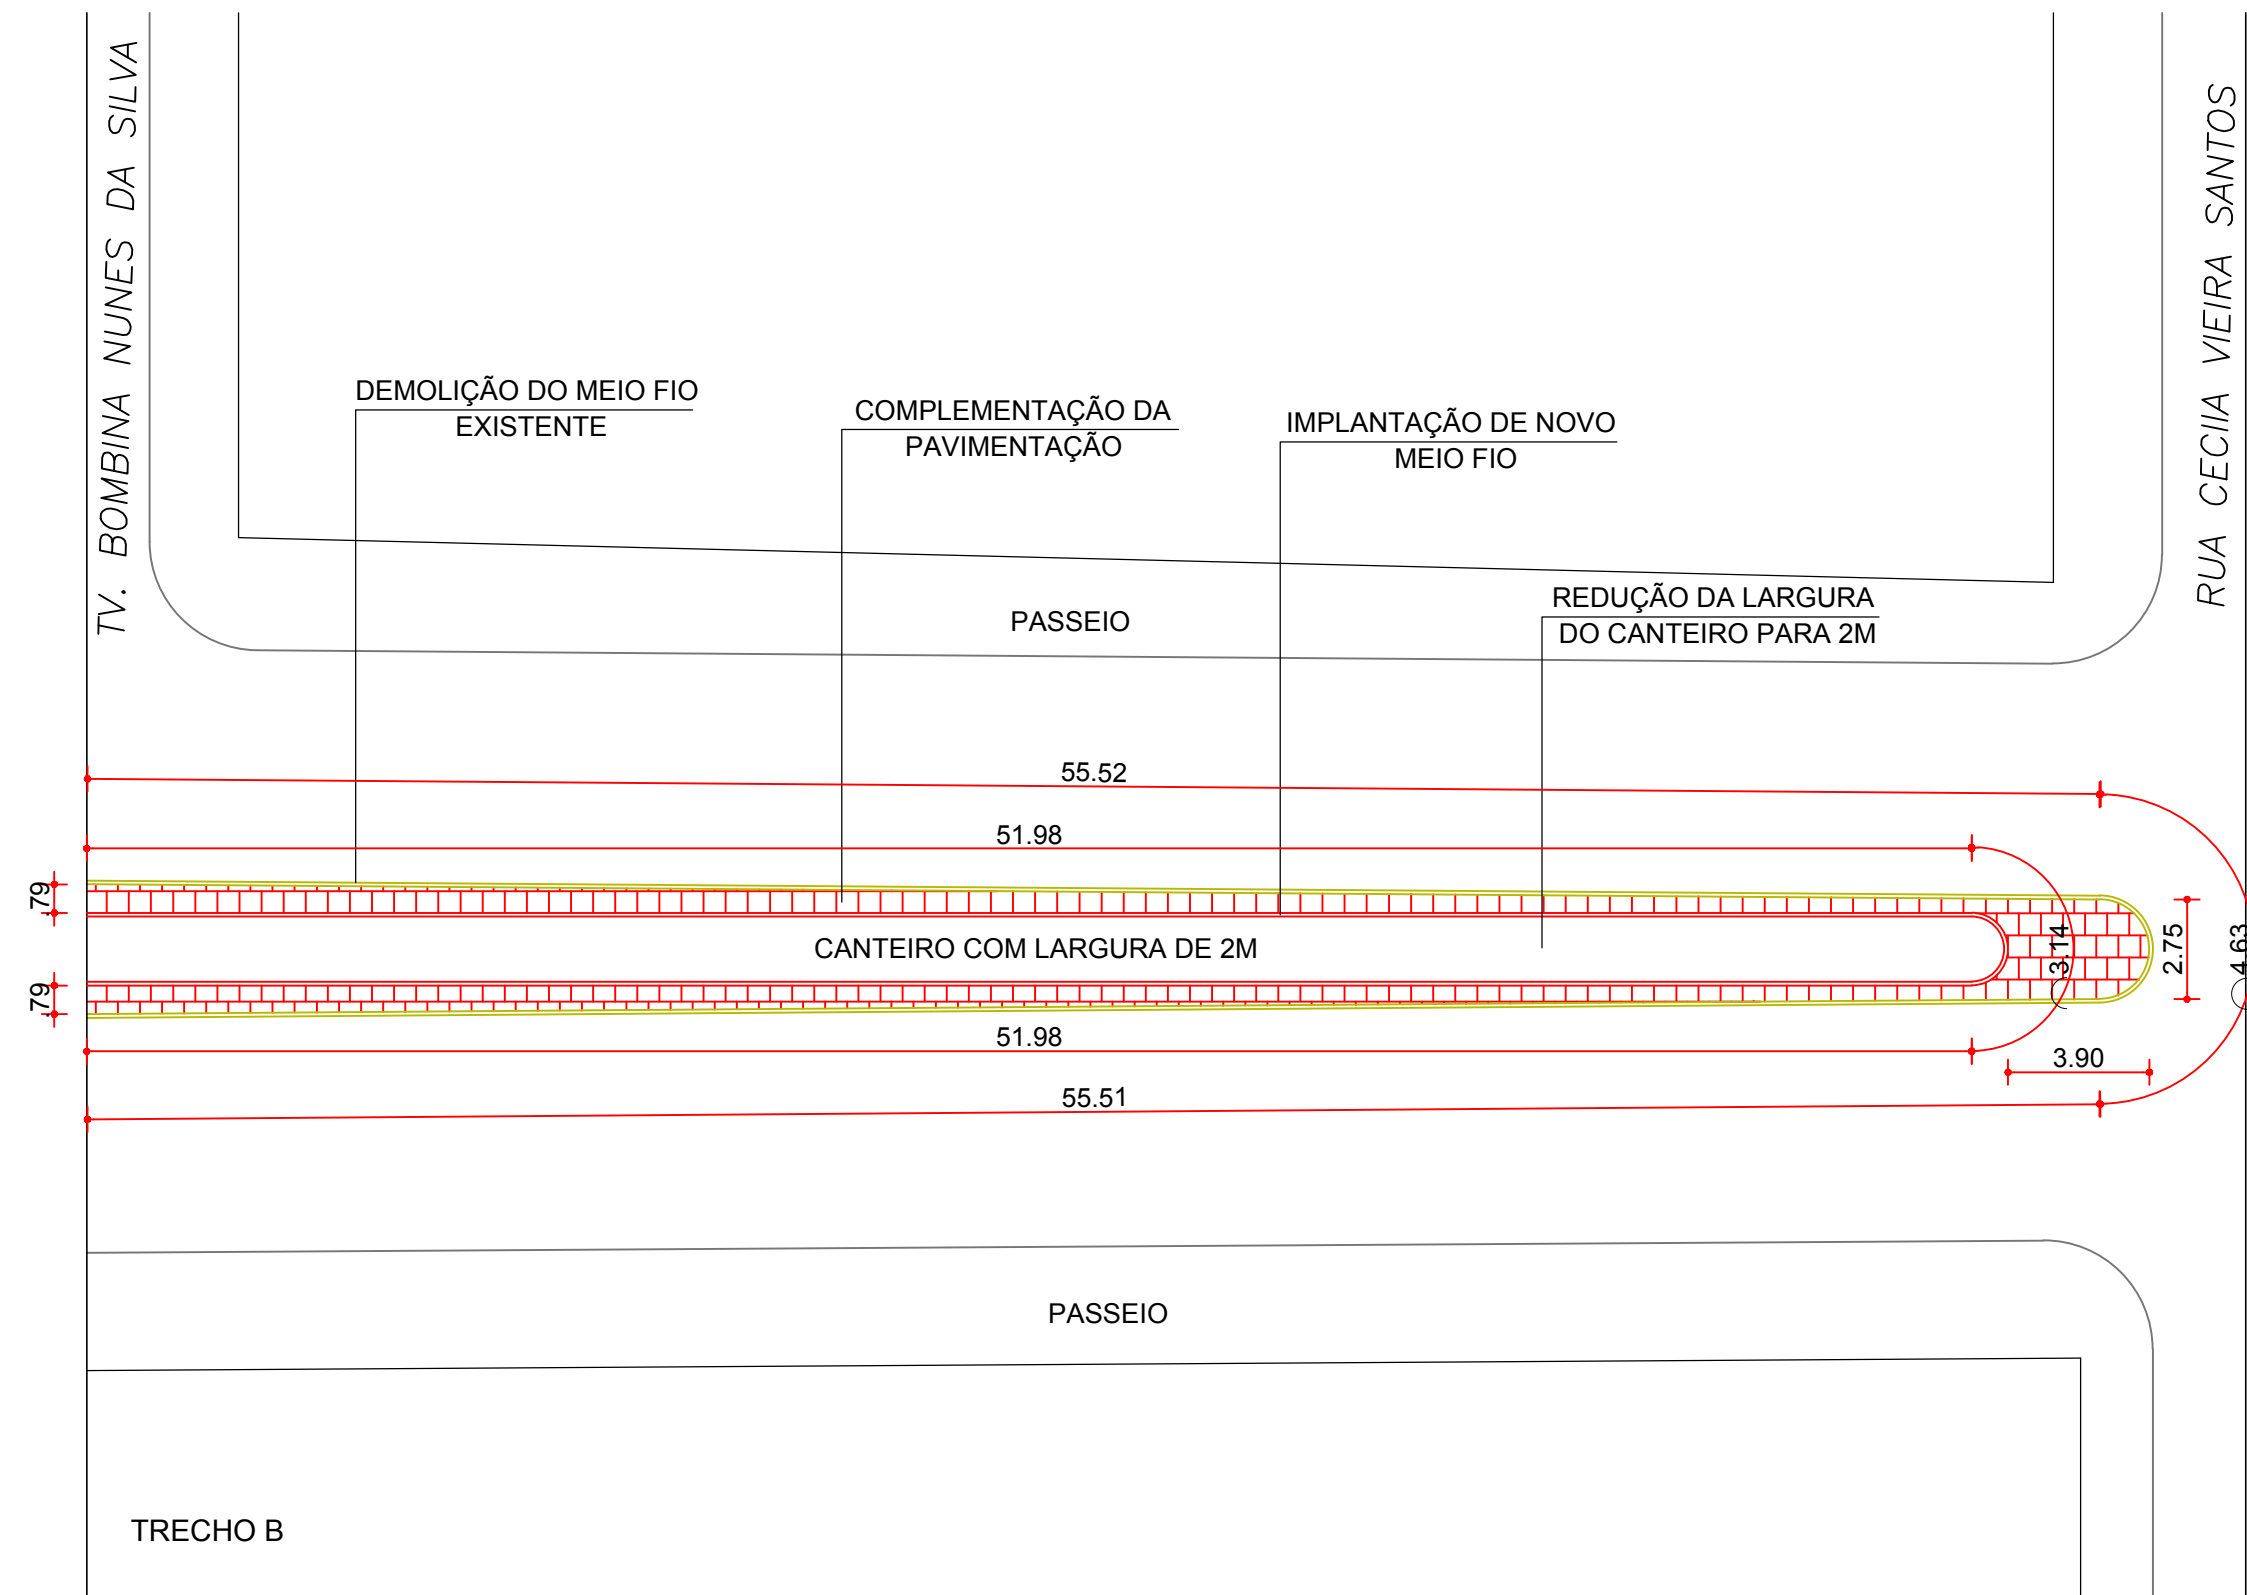 TV. BOMBINA NUNES DA SILVA
RUA CECIIA VIEIRA SANTOS
DEMOLIÇÃO DO MEIO FIO
EXISTENTE
COMPLEMENTAÇÃO DA
PAVIMENTAÇÃO
IMPLANTAÇÃO DE NOVO
MEIO FIO
REDUÇÃO DA LARGURA
DO CANTEIRO PARA 2M
PASSEIO
55.52
51.98
.79
CANTEIRO COM LARGURA DE 2M
3.14
2.75
4.63
.79
51.98
3.90
55.51
PASSEIO
TRECHO B